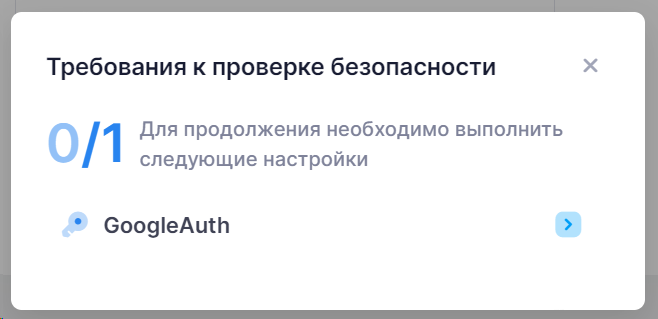 Требования к проверке безопасности
0/1
Для продолжения необходимо выполнить
следующие настройки
GoogleAuth